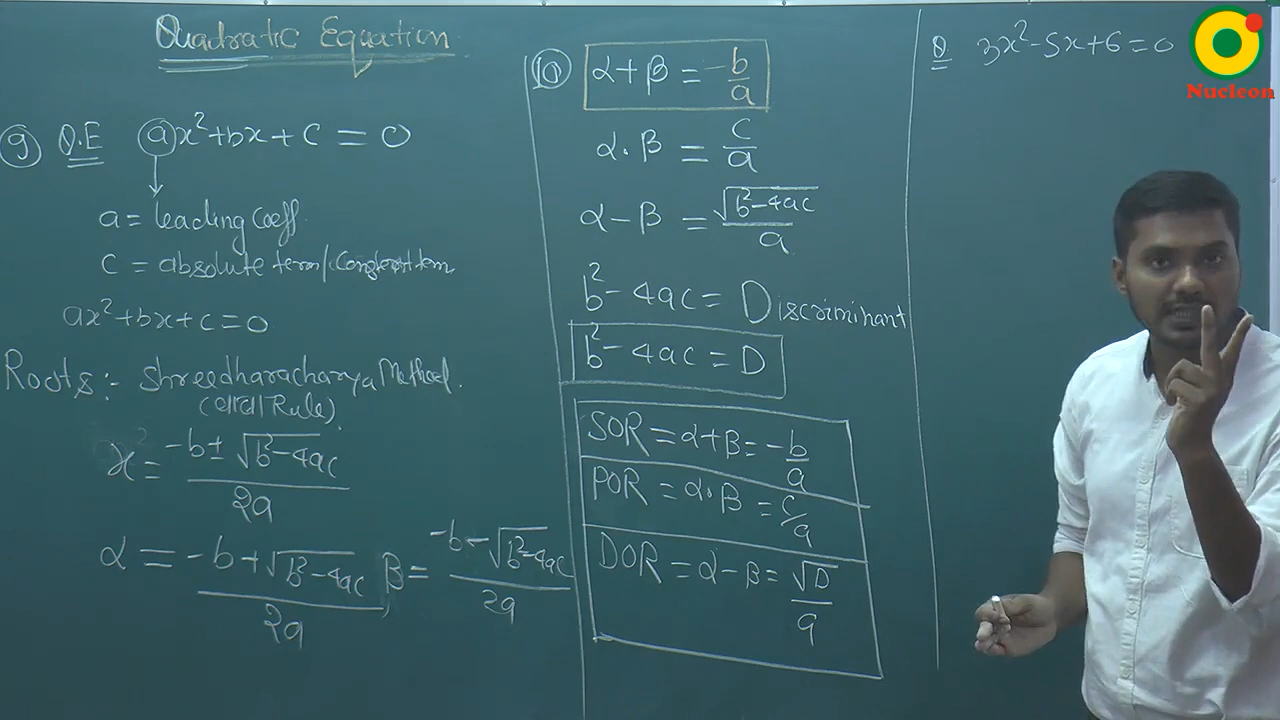 Quadratic Equation
⑨ Q.E ax²+bx+c=0
a = leading coeff.
c = absolute term/Constant term
ax²+bx+c=0
Roots:- Shreedharacharya Method.
Rule)
x = -b±√b²-4ac / 2a
α = -b+√b²-4ac / 2a, β = -b-√b²-4ac / 2a
⑩ α+β = -b/a
α.β = c/a
α-β = √b²-4ac / a
b²-4ac = Discriminant
b²-4ac = D
SOR = α+β = -b/a
POR = α.β = c/a
DOR = α-β = √D/a
Q 3x²-5x+6=0
Nucleon